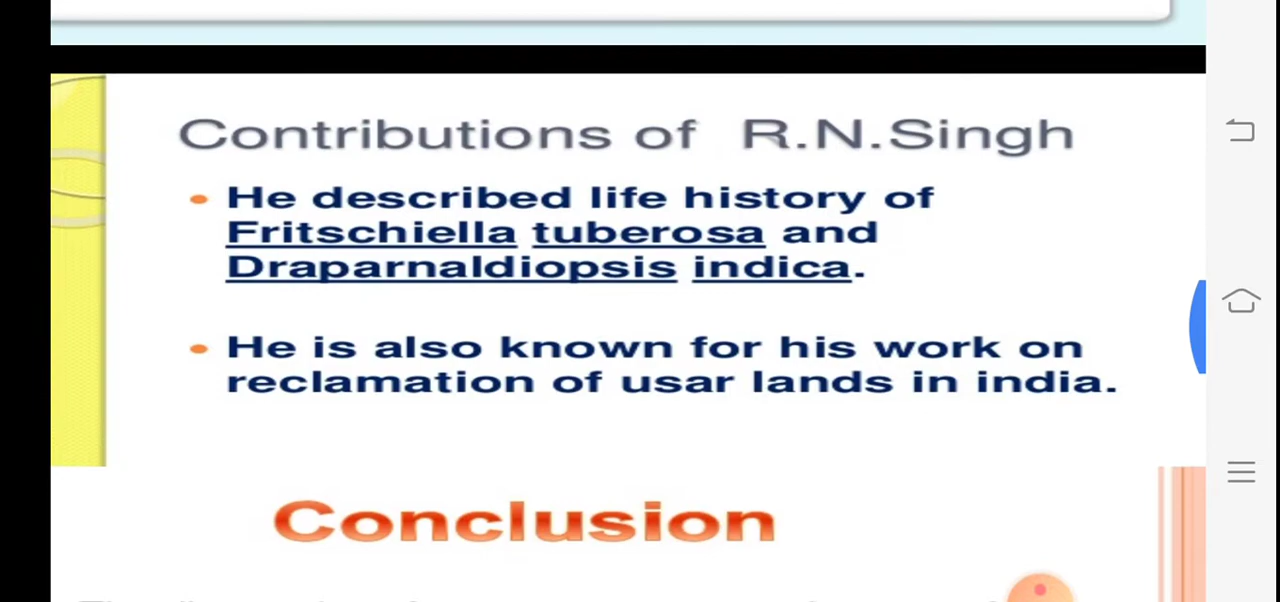 Contributions of R.N.Singh
• He described life history of
Fritschiella tuberosa and
Draparnaldiopsis indica.
• He is also known for his work on
reclamation of usar lands in india.
Conclusion